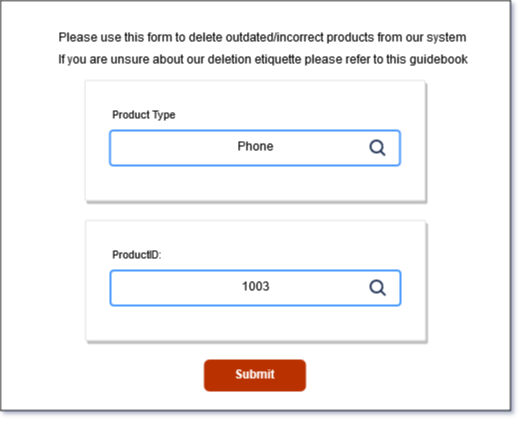 Please use this form to delete outdated/incorrect products from our system
If you are unsure about our deletion etiquette please refer to this guidebook
Product Type
Phone
ProductID:
1003
Submit